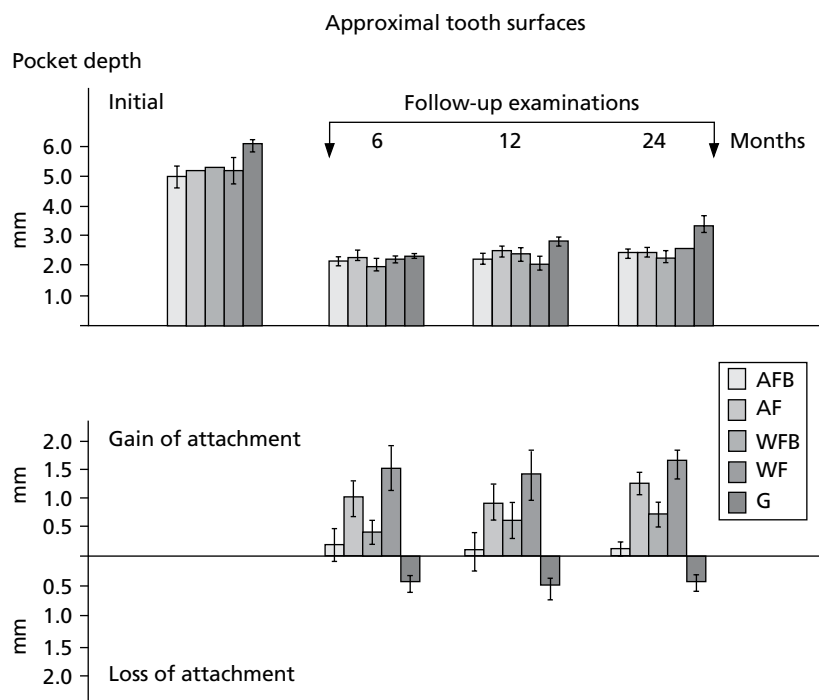 Approximal tooth surfaces
Pocket depth
Initial
Follow-up examinations
6 12 24 Months
mm
6.0
5.0
4.0
3.0
2.0
1.0
AFB
AF
WFB
WF
G
Gain of attachment
mm
2.0
1.0
0.5
mm
0.5
1.0
1.5
2.0
Loss of attachment